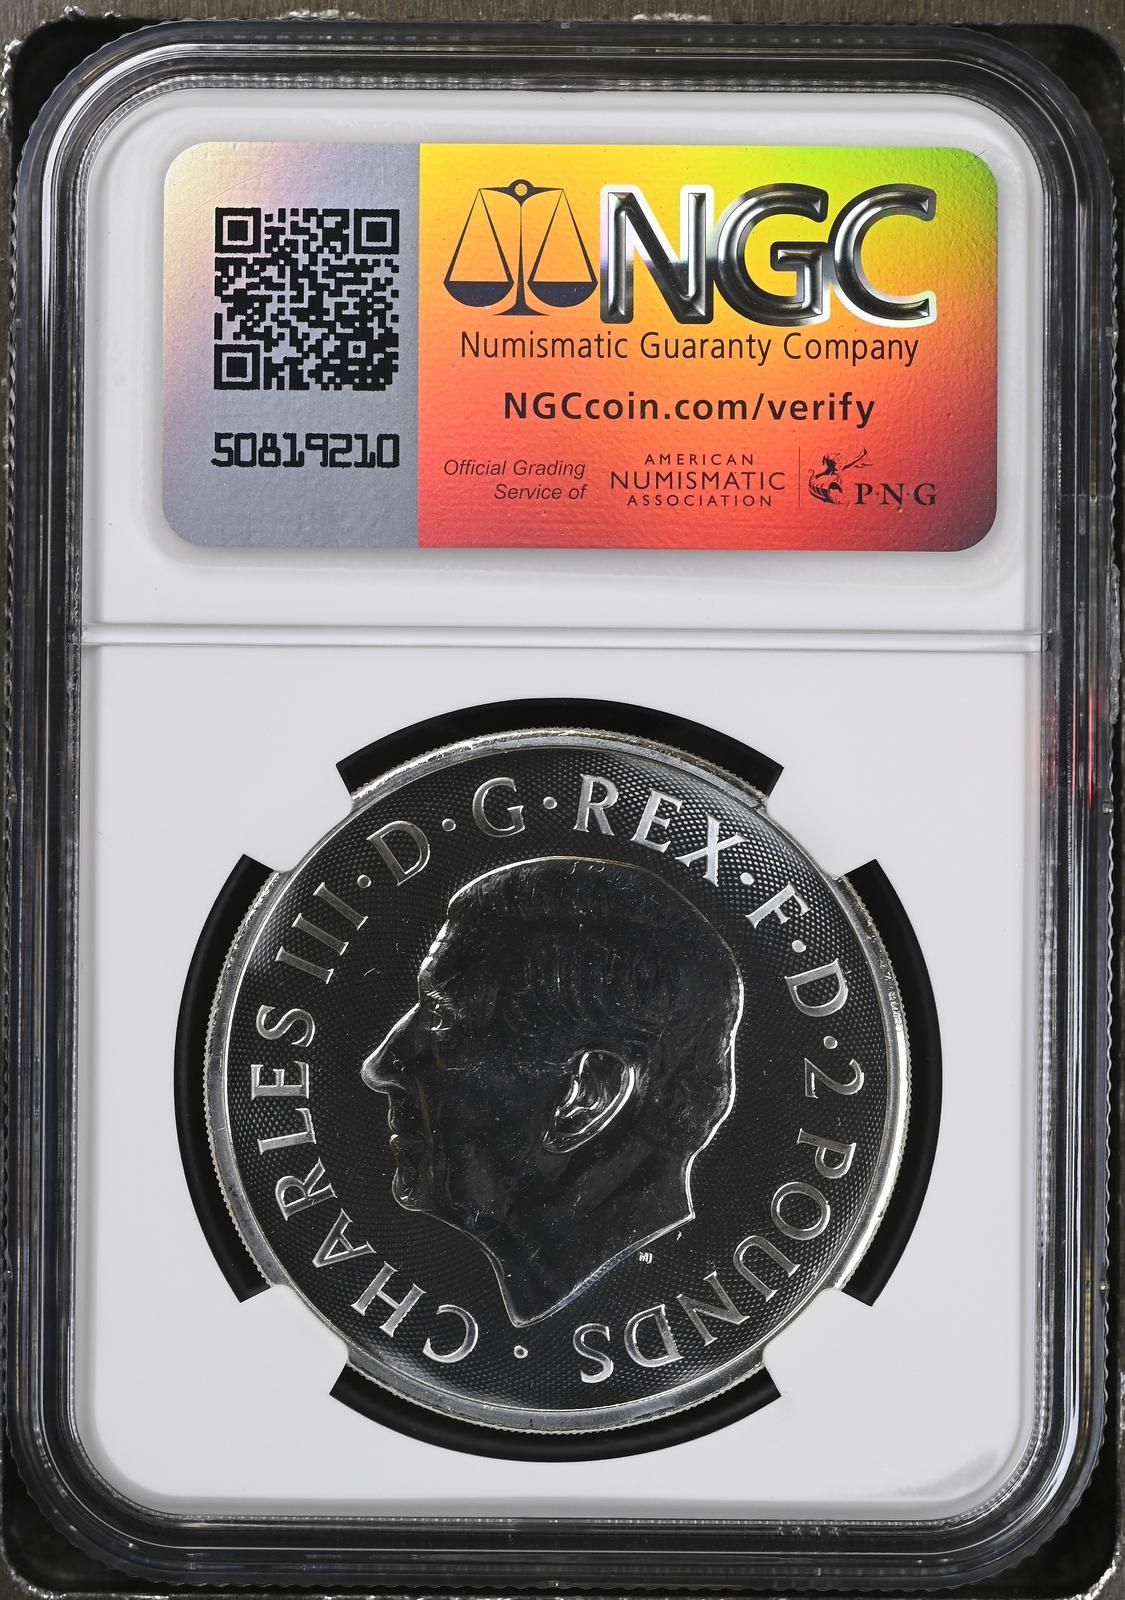 NGC
Numismatic Guaranty Company
NGCcoin.com/verify
50819210
Official Grading
Service of
AMERICAN
NUMISMATIC
ASSOCIATION
P·N·G
CHARLES III · D · G · REX · F · D · 2 POUNDS ·
MJ